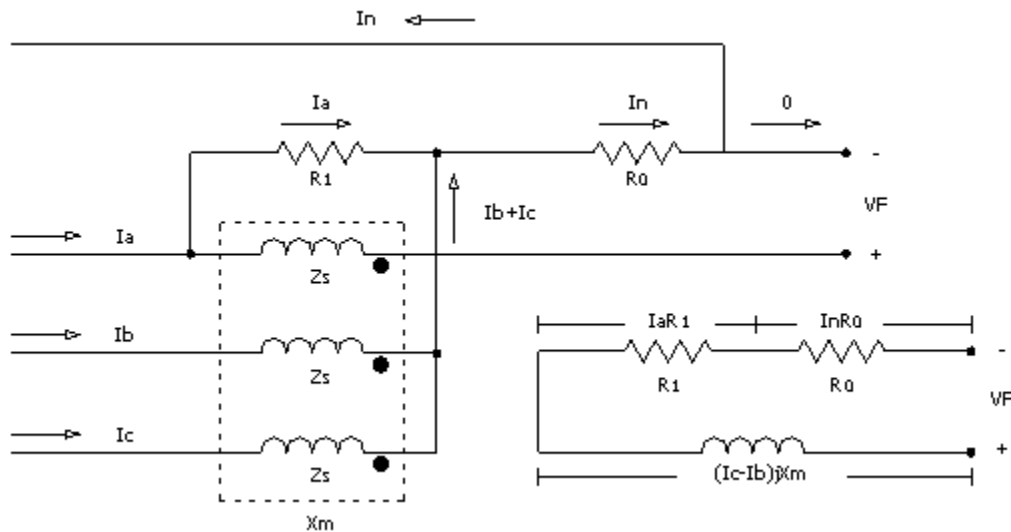 In
Ia In 0
R1 R0 -
Ib+Ic VF
Ia +
Zs
Ib IaR1 InR0
Zs R1 R0 -
VF
Ic +
Zs (Ic-Ib)jXm
Xm